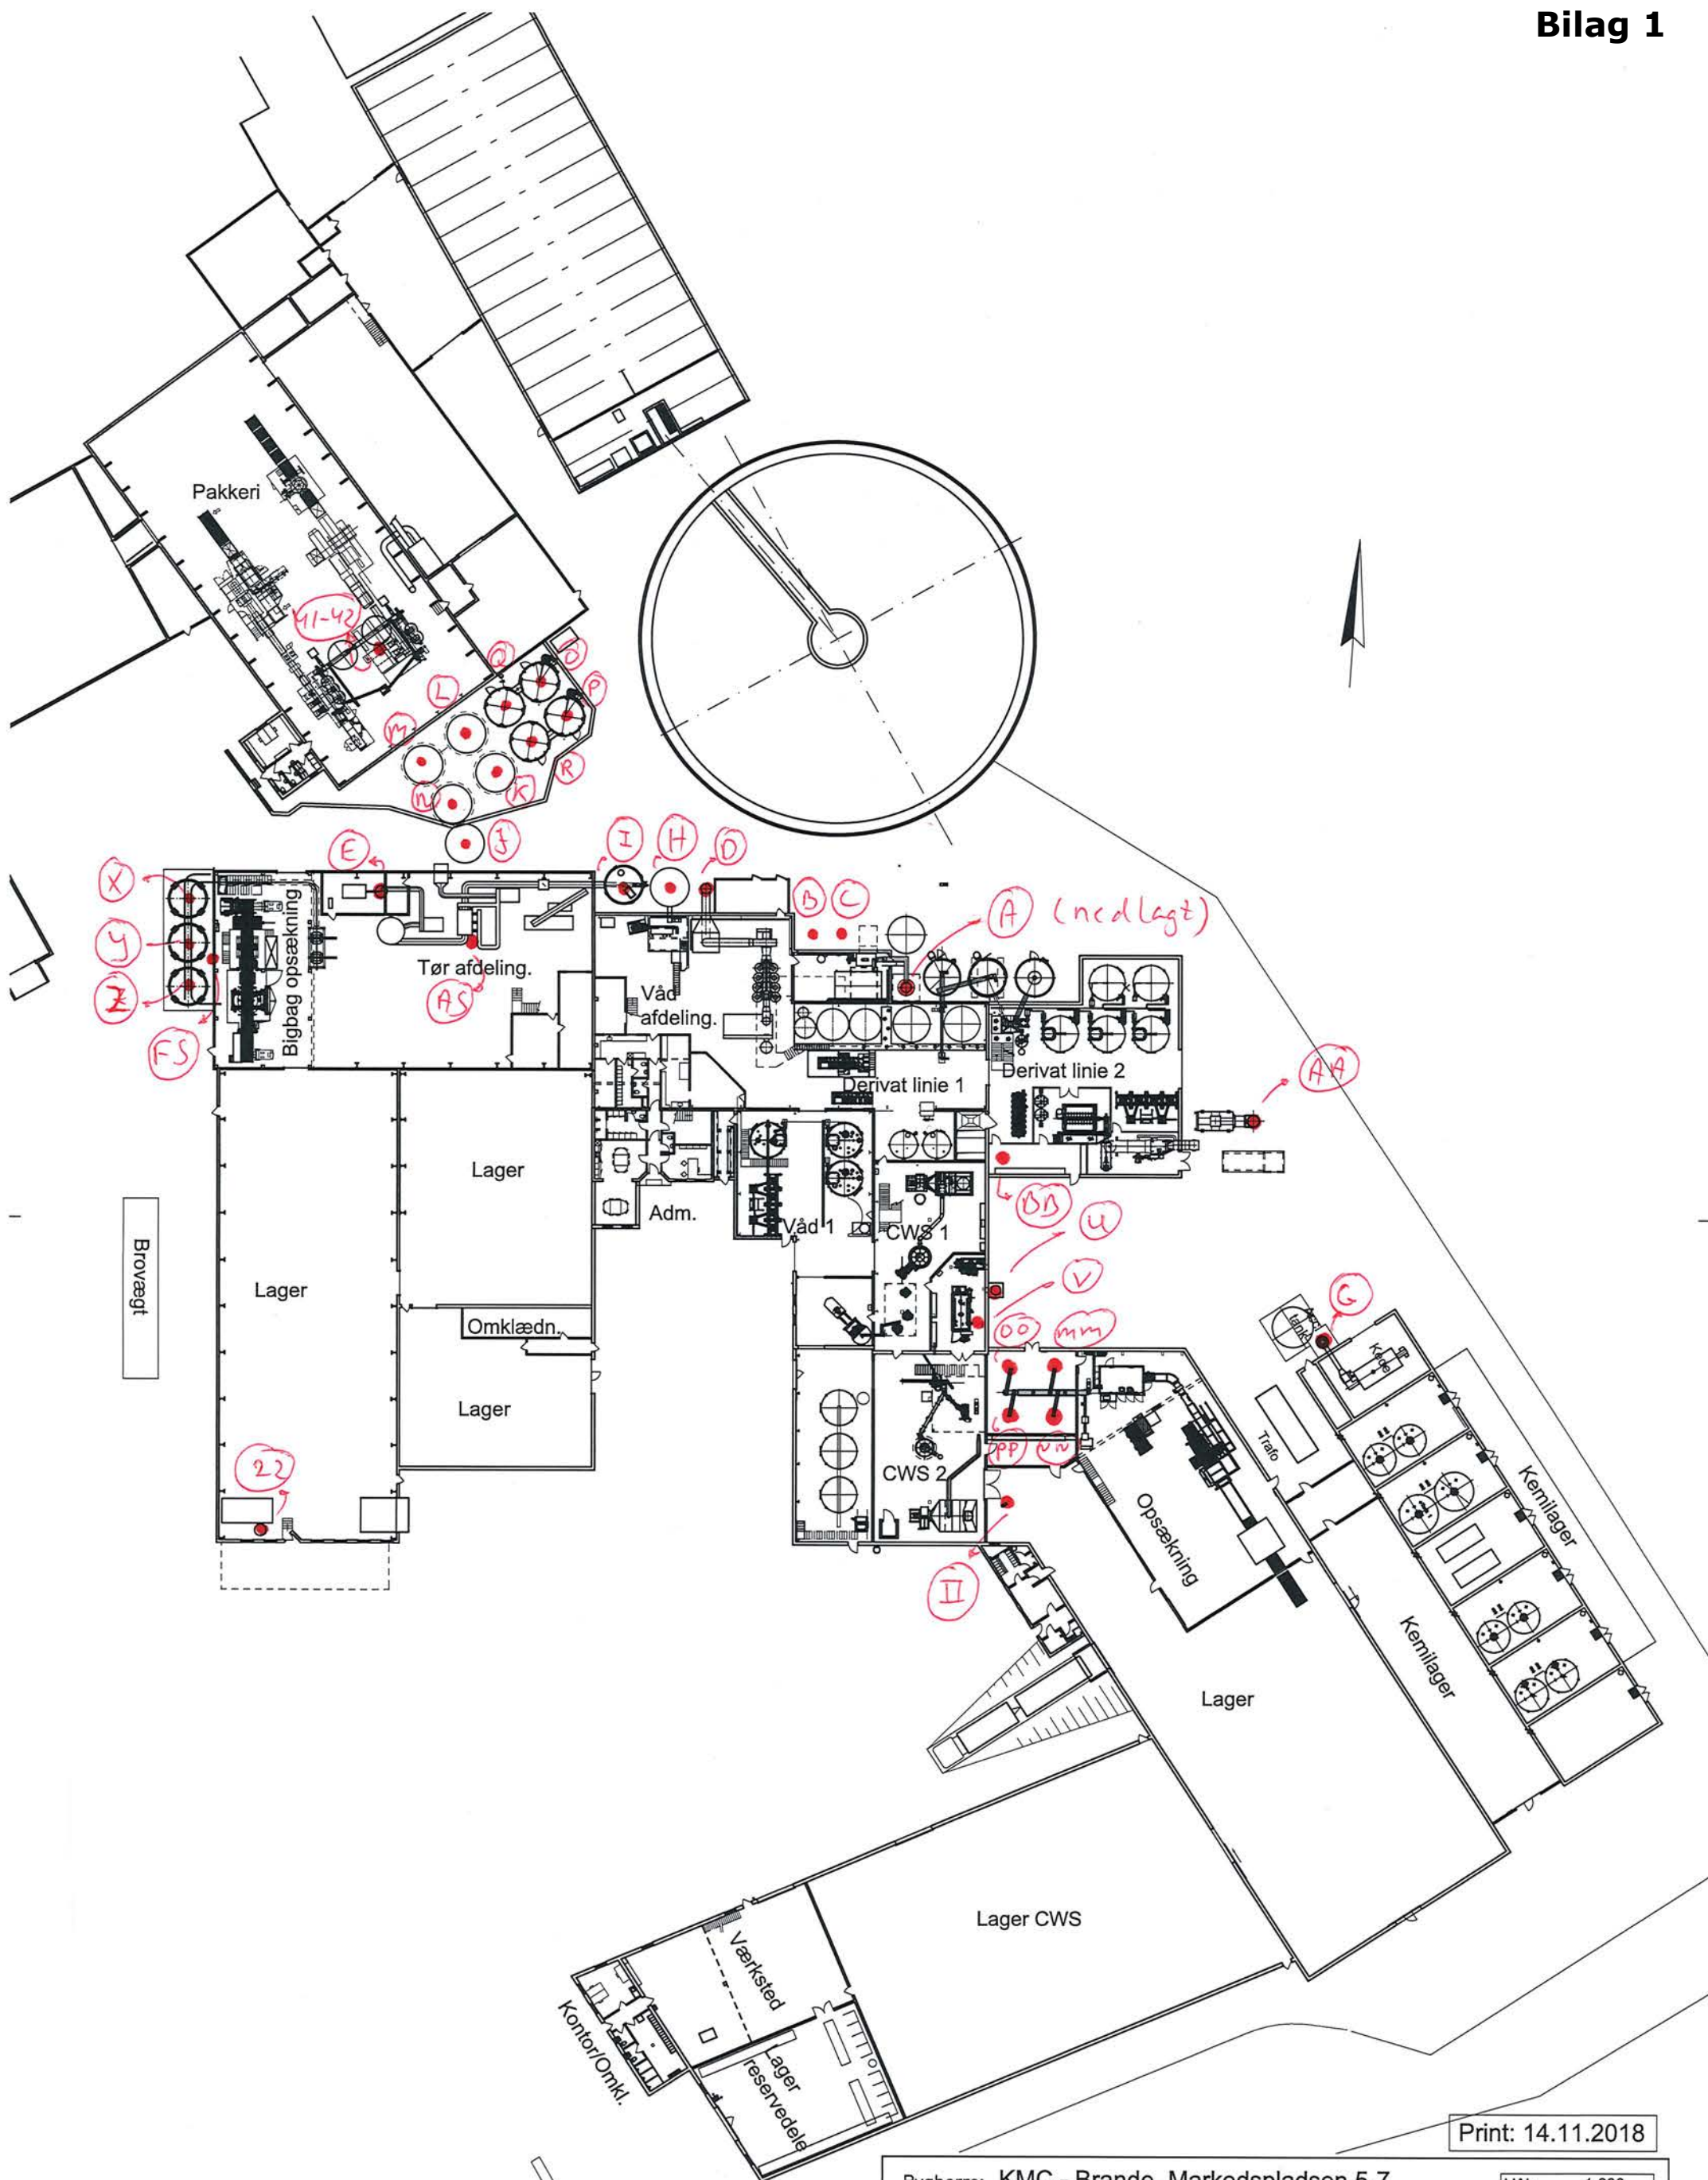 Bilag 1
Pakkeri
41-42
Q
O
L
P
M
R
N
K
J
E
I
H
D
X
B
C
A (nedlagt)
Y
Bigbag opsækning
Tør afdeling.
Z
AS
Våd
afdeling.
FS
Derivat linie 1
Derivat linie 2
AA
Lager
BB
Adm.
Våd 1
CWS 1
U
Brovægt
Lager
V
G
Tank
Omklædn.
OO
mm
Lager
Trafo
PP
NN
22
CWS 2
Opsækning
Kemilager
II
Kemilager
Lager
Lager CWS
Værksted
Kontor/Omkl.
Lager
reservedele
Print: 14.11.2018
KMC - Brande, Markedspladsen 5-7